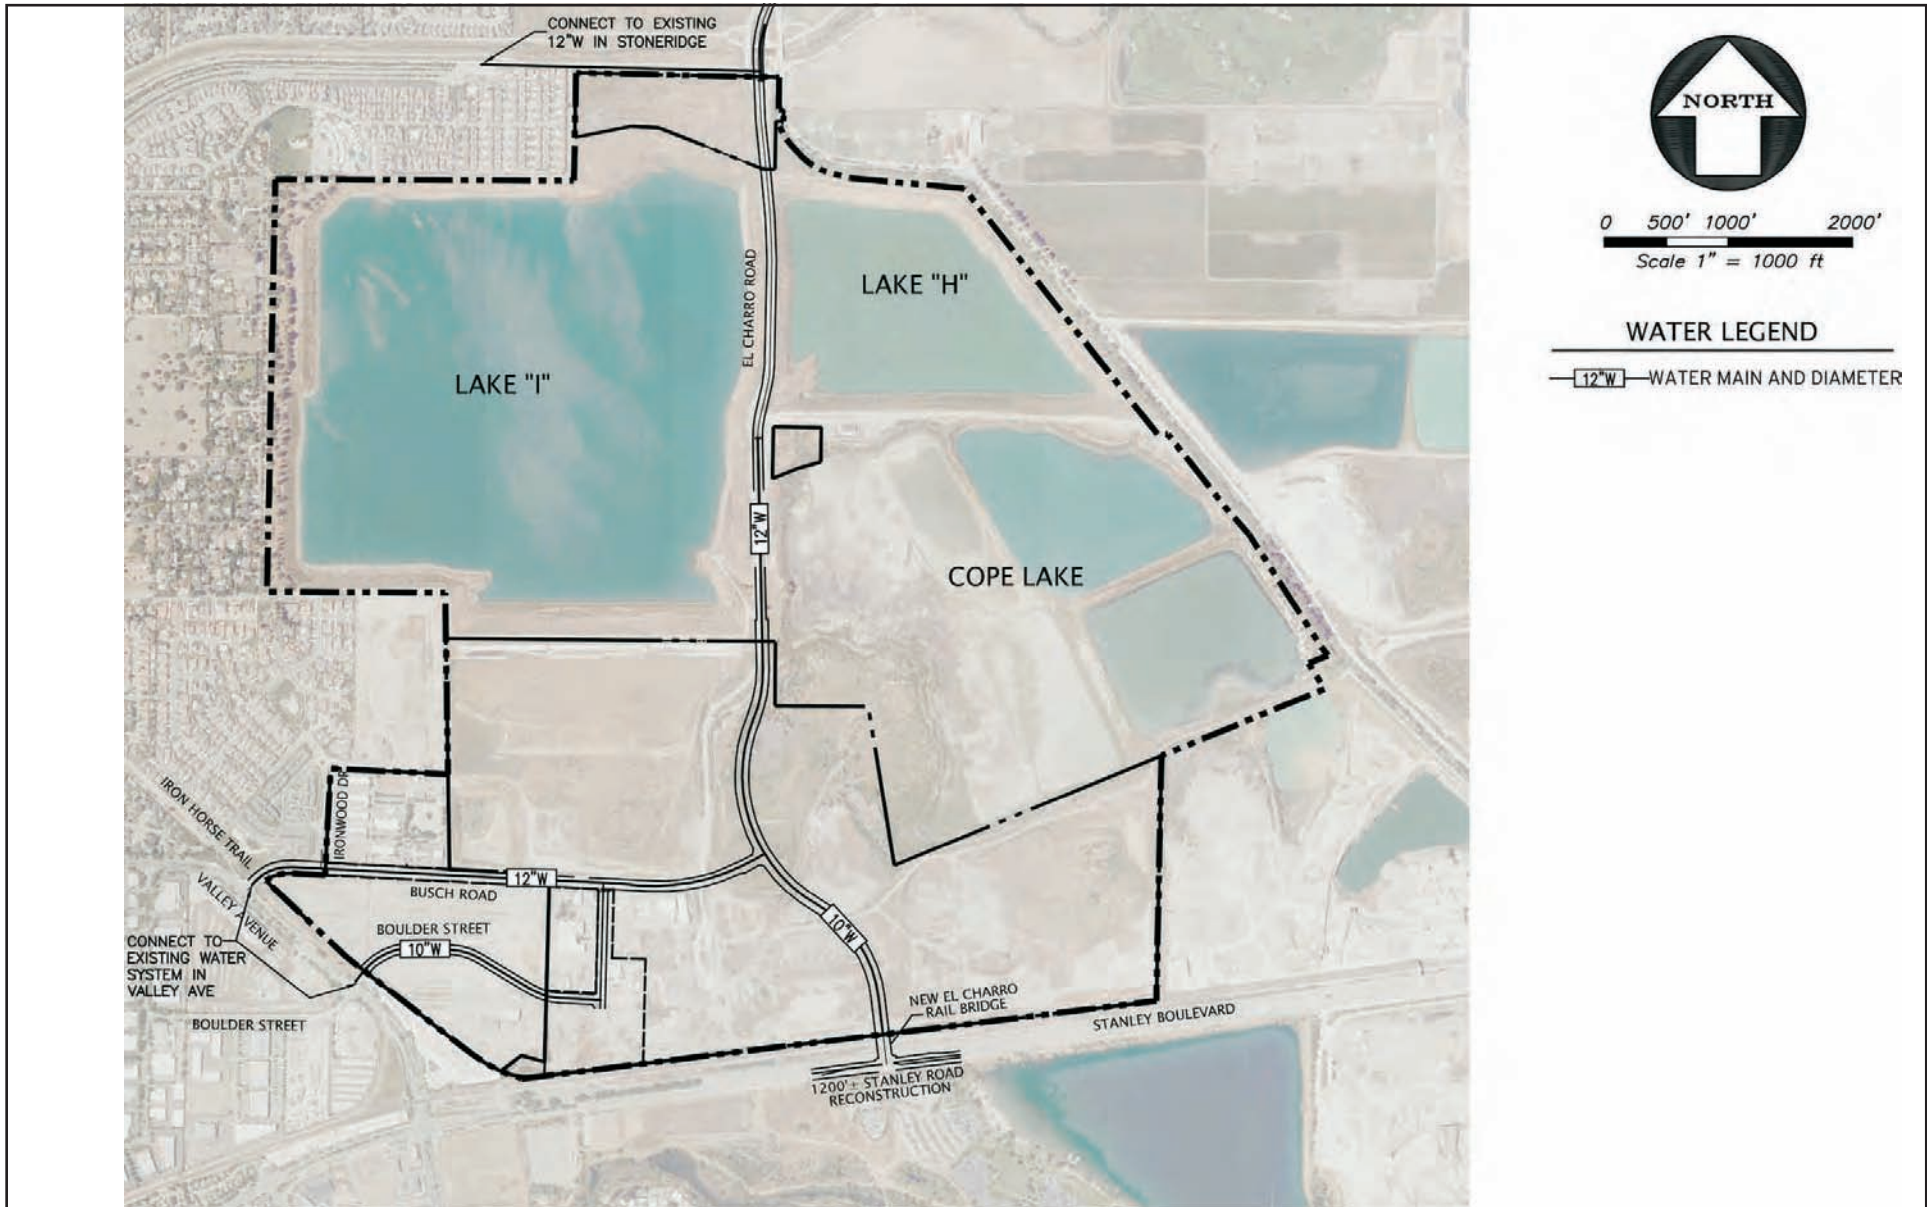 CONNECT TO EXISTING
12"W IN STONERIDGE
NORTH
0 500' 1000' 2000'
Scale 1" = 1000 ft
WATER LEGEND
12"W WATER MAIN AND DIAMETER
LAKE "H"
EL CHARRO ROAD
LAKE "I"
12"W
COPE LAKE
IRONWOOD DR
IRON HORSE TRAIL
VALLEY AVENUE
12"W
BUSCH ROAD
BOULDER STREET
10"W
10"W
CONNECT TO
EXISTING WATER
SYSTEM IN
VALLEY AVE
BOULDER STREET
NEW EL CHARRO
RAIL BRIDGE
STANLEY BOULEVARD
1200'± STANLEY ROAD
RECONSTRUCTION